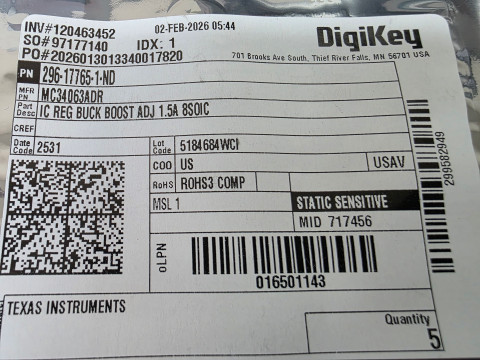 INV#120463452 02-FEB-2026 05:44
SO#97177140 IDX: 1
PO#20260130133400178​20
DigiKey
701 Brooks Ave South, Thief River Falls, MN 56701 USA
PN 296-17765-1-ND
MFR PN MC34063ADR
Part Desc IC REG BUCK BOOST ADJ 1.5A 8SOIC
CREF
Date Code 2531
Lot Code 5184684WCI
COO US USAV
RoHS ROHS3 COMP
MSL 1 STATIC SENSITIVE
MID 717456
oLPN
016501143
299582949
TEXAS INSTRUMENTS
Quantity
5